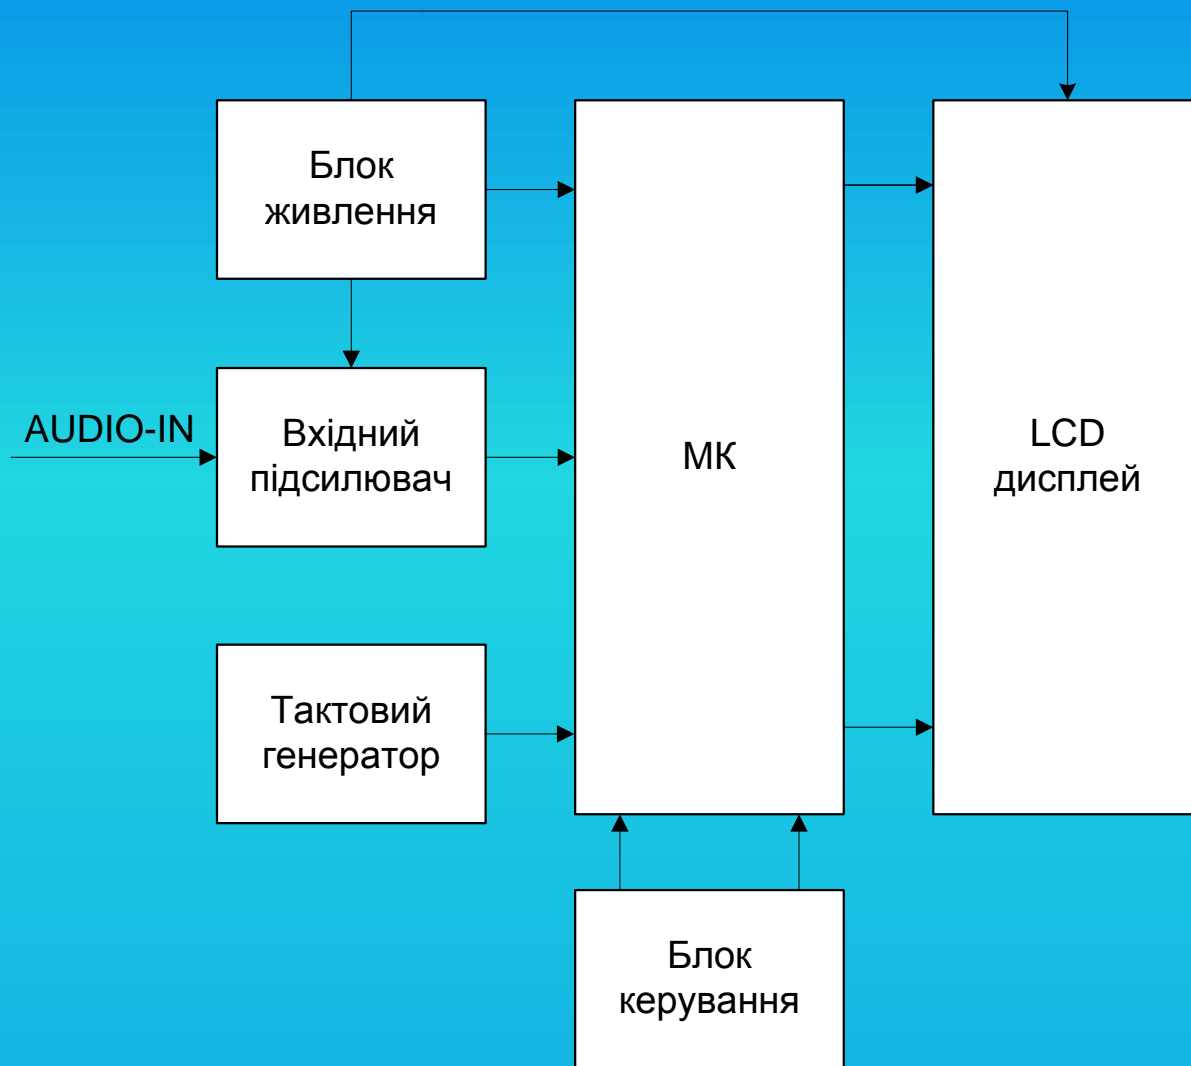 Блок
живлення
AUDIO-IN
Вхідний
підсилювач
МК
LCD
дисплей
Тактовий
генератор
Блок
керування